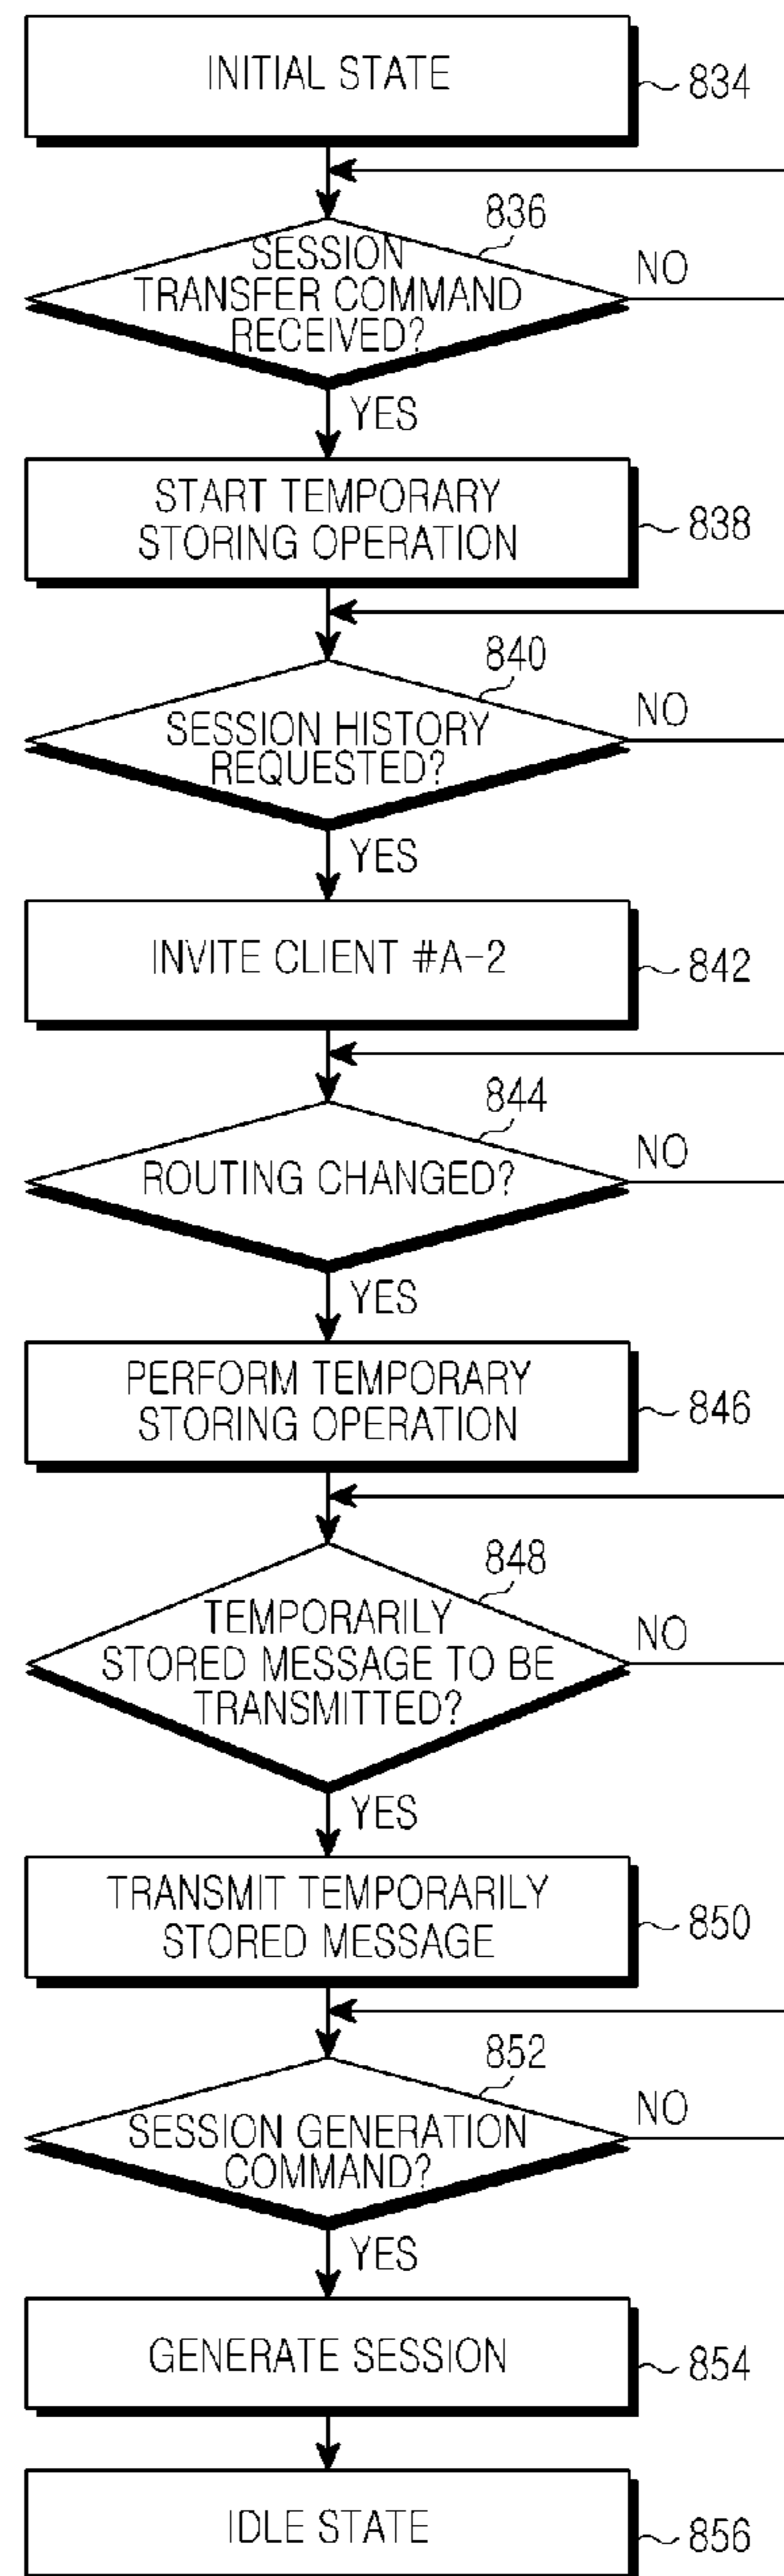 INITIAL STATE
834
836
SESSION
TRANSFER COMMAND
RECEIVED?
NO
YES
START TEMPORARY
STORING OPERATION
838
840
SESSION HISTORY
REQUESTED?
NO
YES
INVITE CLIENT #A-2
842
844
ROUTING CHANGED?
NO
YES
PERFORM TEMPORARY
STORING OPERATION
846
848
TEMPORARILY
STORED MESSAGE TO BE
TRANSMITTED?
NO
YES
TRANSMIT TEMPORARILY
STORED MESSAGE
850
852
SESSION GENERATION
COMMAND?
NO
YES
GENERATE SESSION
854
IDLE STATE
856